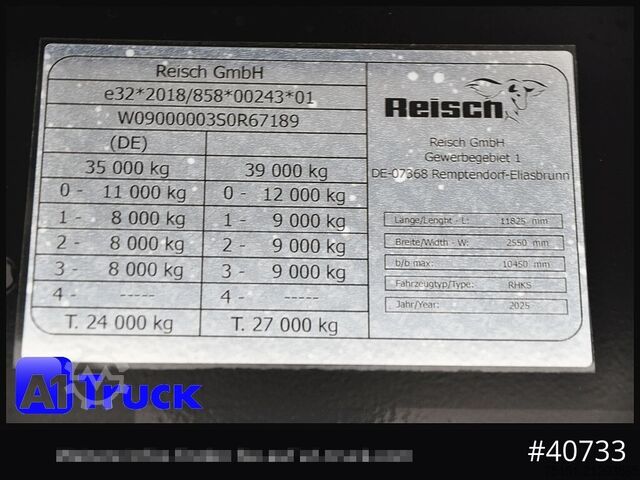 Reisch GmbH
e32*2018/858*00243*01
W09000003S0R67189
(DE)
35 000 kg 39 000 kg
0- 11 000 kg 0- 12 000 kg
1- 8 000 kg 1- 9 000 kg
2- 8 000 kg 2- 9 000 kg
3- 8 000 kg 3- 9 000 kg
4- ----- 4- -----
T. 24 000 kg T. 27 000 kg
Reisch
Reisch GmbH
Gewerbegebiet 1
DE-07368 Remptendorf-Eliasbrunn
Länge/Lenght - L: 11825 mm
Breite/Width - W: 2550 mm
b/b max: 10450 mm
Fahrzeugtyp/Type: RHKS
Jahr/Year: 2025
A1 Truck
#40733